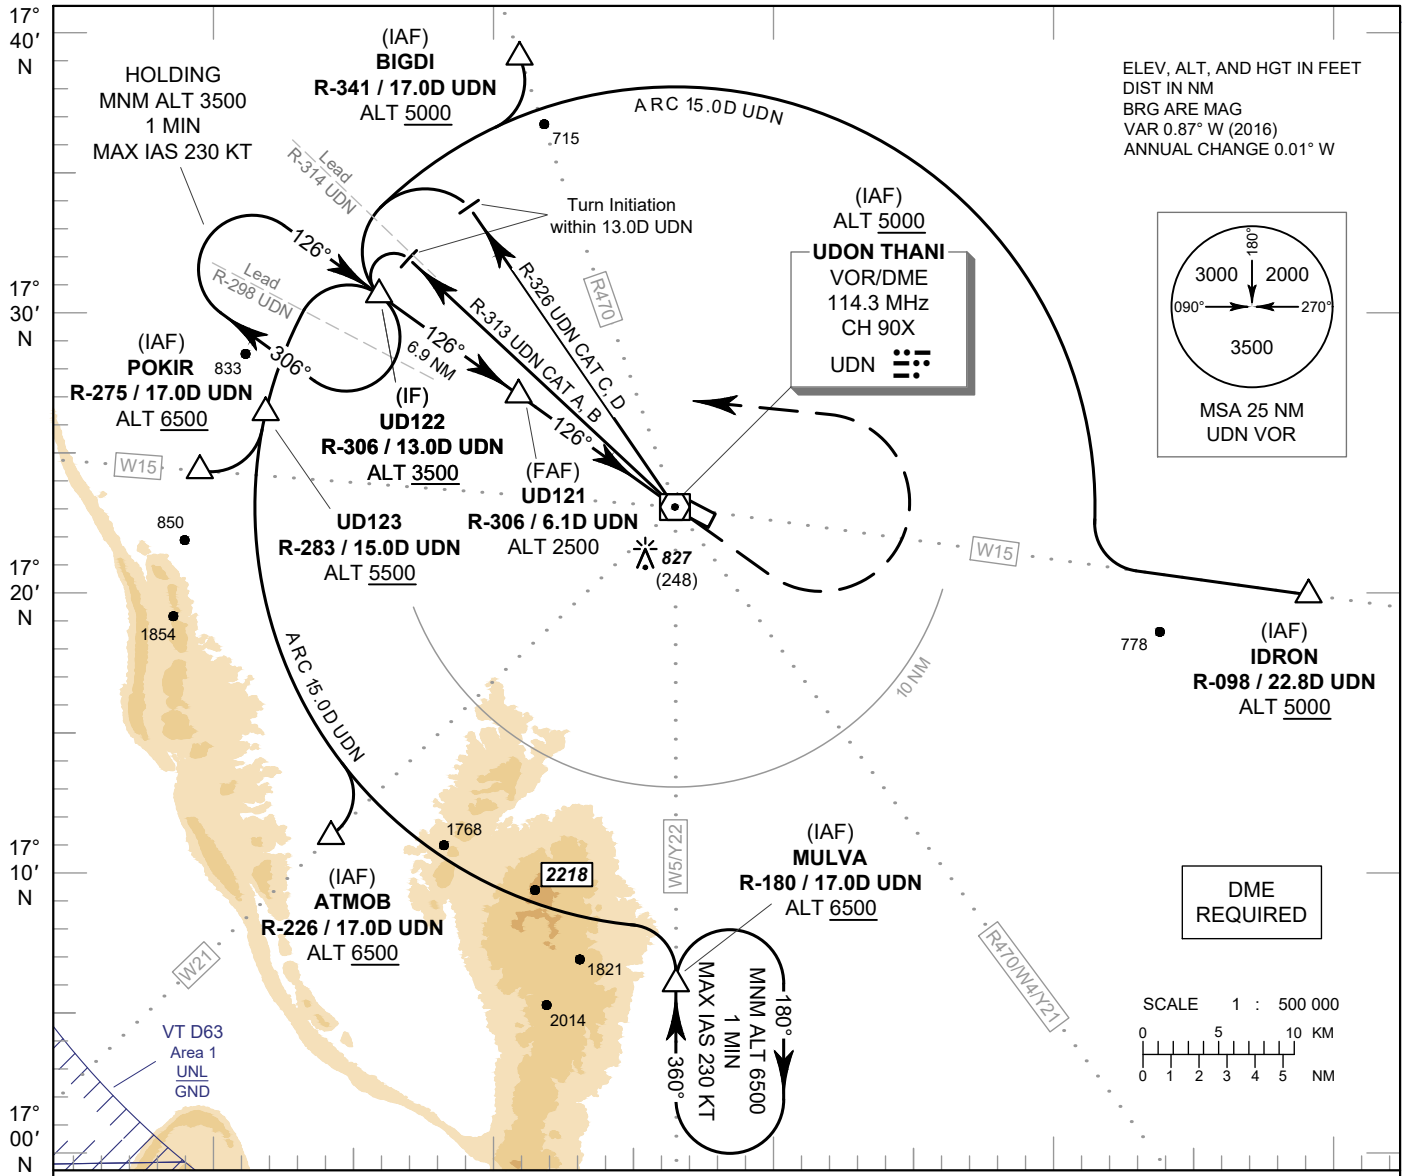 17°
40′
N
17°
30′
N
17°
20′
N
17°
10′
N
17°
00′
N
HOLDING
MNM ALT 3500
1 MIN
MAX IAS 230 KT
(IAF)
BIGDI
R-341 / 17.0D UDN
ALT 5000
715
ARC 15.0D UDN
ELEV, ALT, AND HGT IN FEET
DIST IN NM
BRG ARE MAG
VAR 0.87° W (2016)
ANNUAL CHANGE 0.01° W
Lead
R-314 UDN
Lead
R-298 UDN
Turn Initiation
within 13.0D UDN
(IAF)
ALT 5000
UDON THANI
VOR/DME
114.3 MHz
CH 90X
UDN
180°
3000
2000
090°
270°
3500
MSA 25 NM
UDN VOR
126°
306°
126°
6.9 NM
126°
R-326 UDN CAT C, D
R-313 UDN CAT A, B
R470
(IAF)
POKIR
R-275 / 17.0D UDN
ALT 6500
833
(IF)
UD122
R-306 / 13.0D UDN
ALT 3500
(FAF)
UD121
R-306 / 6.1D UDN
ALT 2500
W15
850
UD123
R-283 / 15.0D UDN
ALT 5500
827
(248)
W15
1854
778
(IAF)
IDRON
R-098 / 22.8D UDN
ALT 5000
10 NM
ARC 15.0D UDN
1768
2218
(IAF)
ATMOB
R-226 / 17.0D UDN
ALT 6500
W5/Y22
(IAF)
MULVA
R-180 / 17.0D UDN
ALT 6500
DME
REQUIRED
W21
1821
2014
R470/W4/Y21
180°
MNM ALT 6500
1 MIN
MAX IAS 230 KT
360°
VT D63
Area 1
UNL
GND
SCALE 1 : 500 000
0 5 10 KM
0 1 2 3 4 5 NM